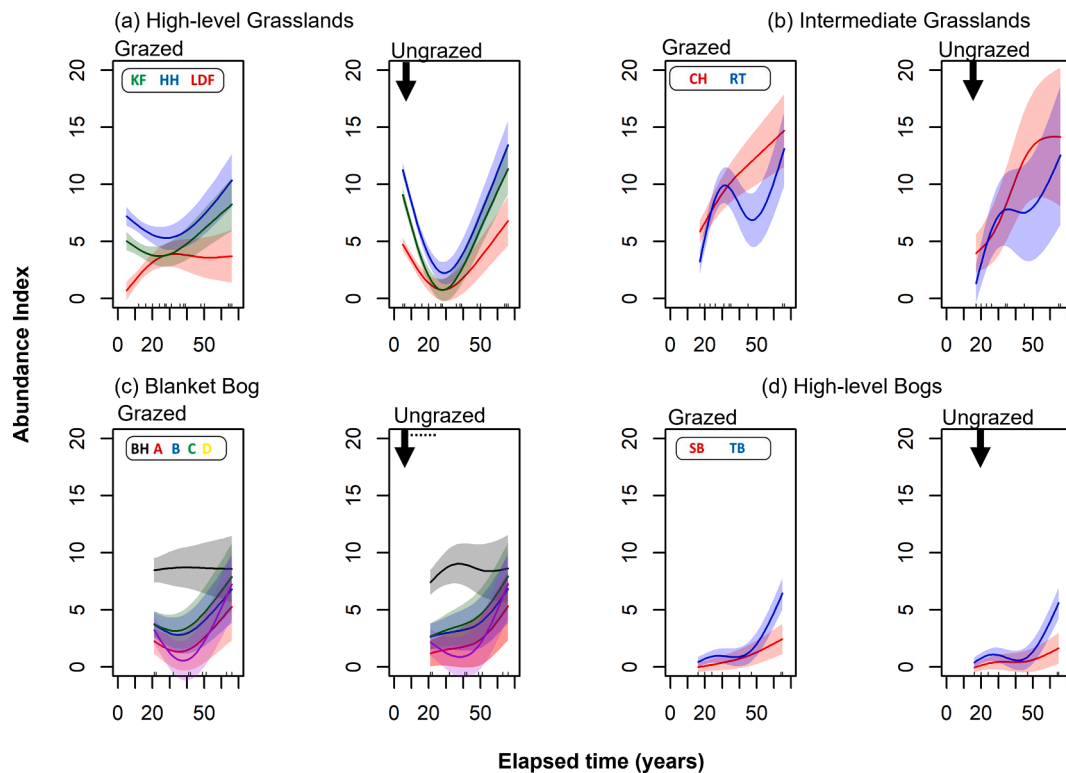 (a) High-level Grasslands
(b) Intermediate Grasslands
Grazed
Ungrazed
Grazed
Ungrazed
KF HH LDF
CH RT
20
15
10
5
0
20
15
10
5
0
20
15
10
5
0
20
15
10
5
0
0 20 50
0 20 50
0 20 50
0 20 50
(c) Blanket Bog
(d) High-level Bogs
Grazed
Ungrazed
Grazed
Ungrazed
BH A B C D
SB TB
20
15
10
5
0
20
15
10
5
0
20
15
10
5
0
20
15
10
5
0
0 20 50
0 20 50
0 20 50
0 20 50
Abundance Index
Elapsed time (years)